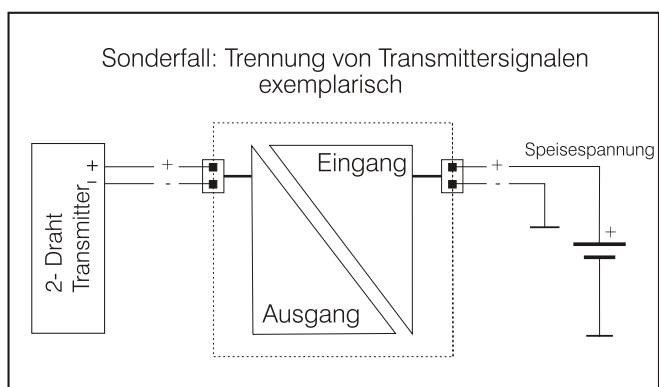 Sonderfall: Trennung von Transmittersignalen
exemplarisch
Eingang
Speisespannung
+
-
+
-
+
-
+
2- Draht
Transmitter
Ausgang